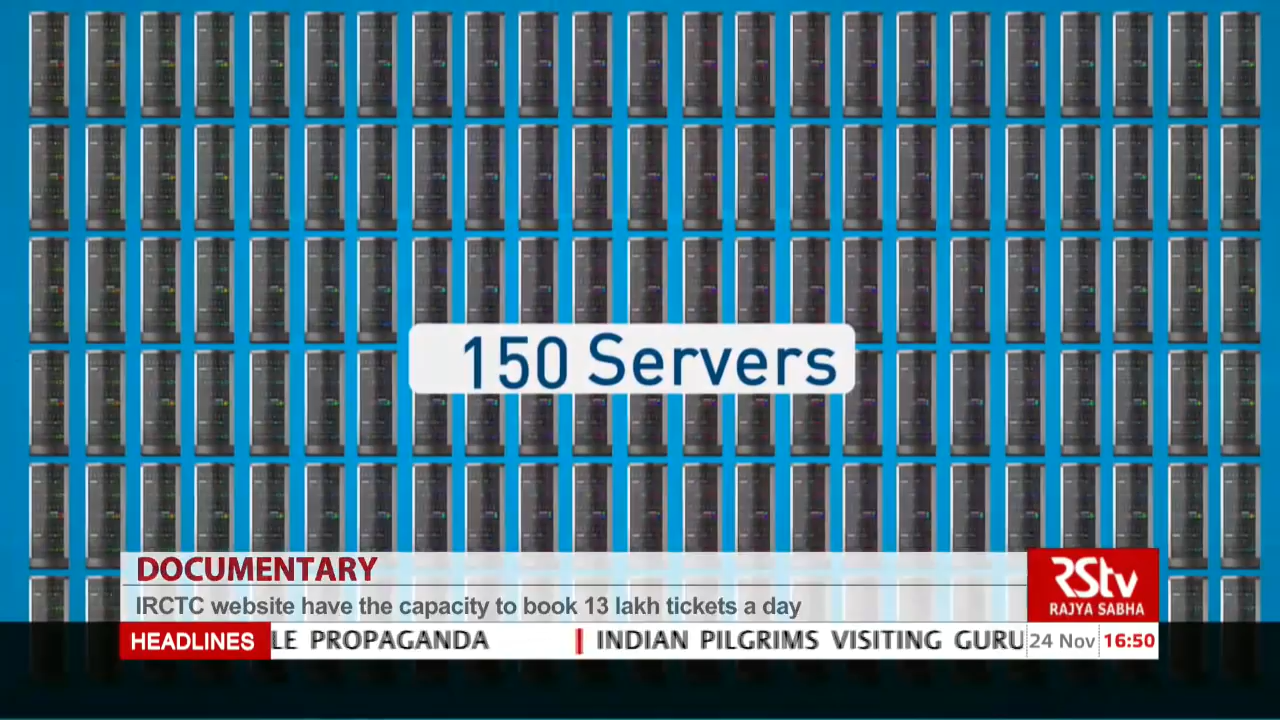 150 Servers
DOCUMENTARY
IRCTC website have the capacity to book 13 lakh tickets a day
RStv
RAJYA SABHA
HEADLINES LE PROPAGANDA | INDIAN PILGRIMS VISITING GURU 24 Nov 16:50